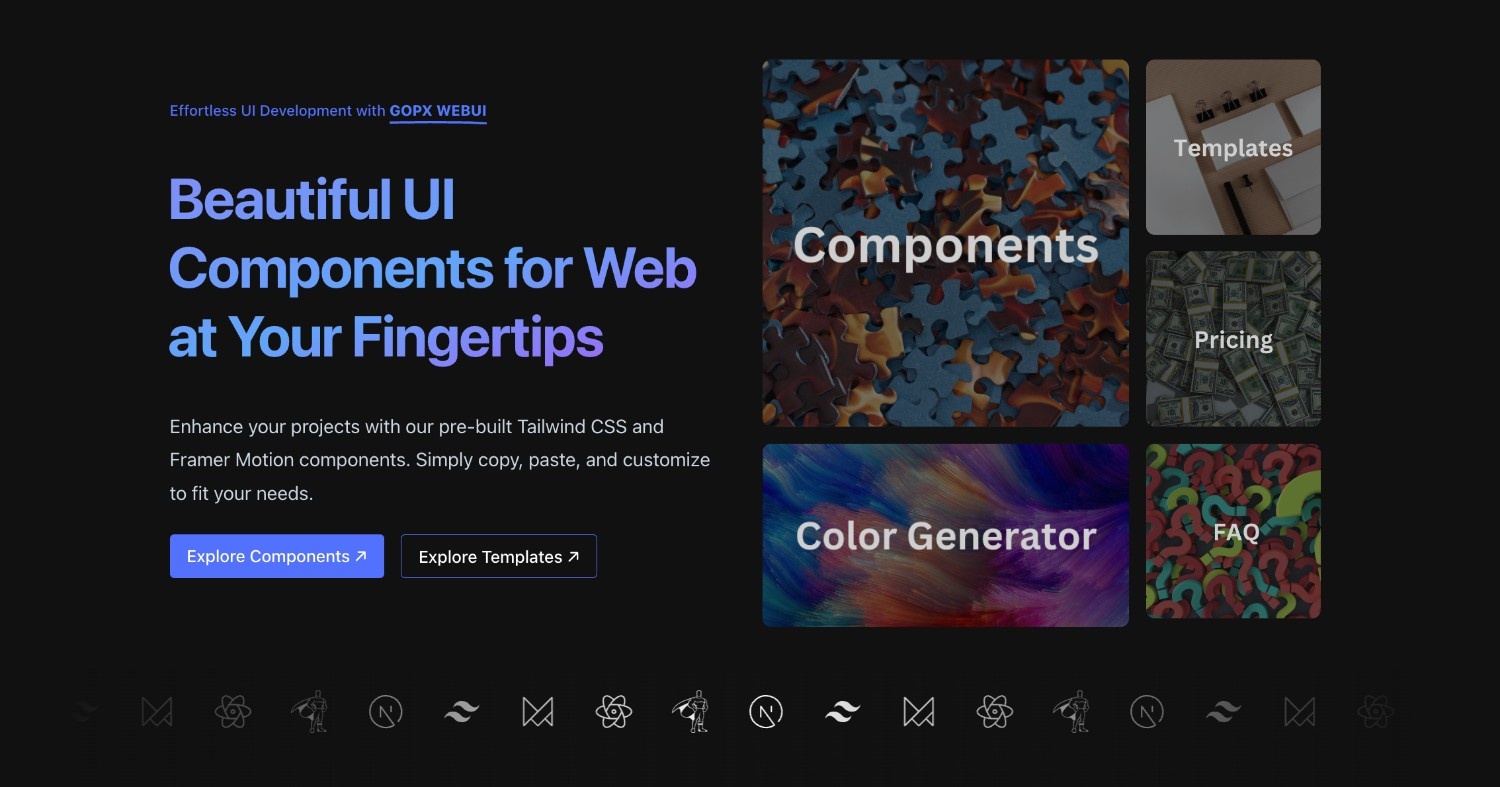 Effortless UI Development with GOPX WEBUI
Beautiful UI
Components for Web
at Your Fingertips
Enhance your projects with our pre-built Tailwind CSS and
Framer Motion components. Simply copy, paste, and customize
to fit your needs.
Explore Components ↗
Explore Templates ↗
Components
Templates
Pricing
Color Generator
FAQ